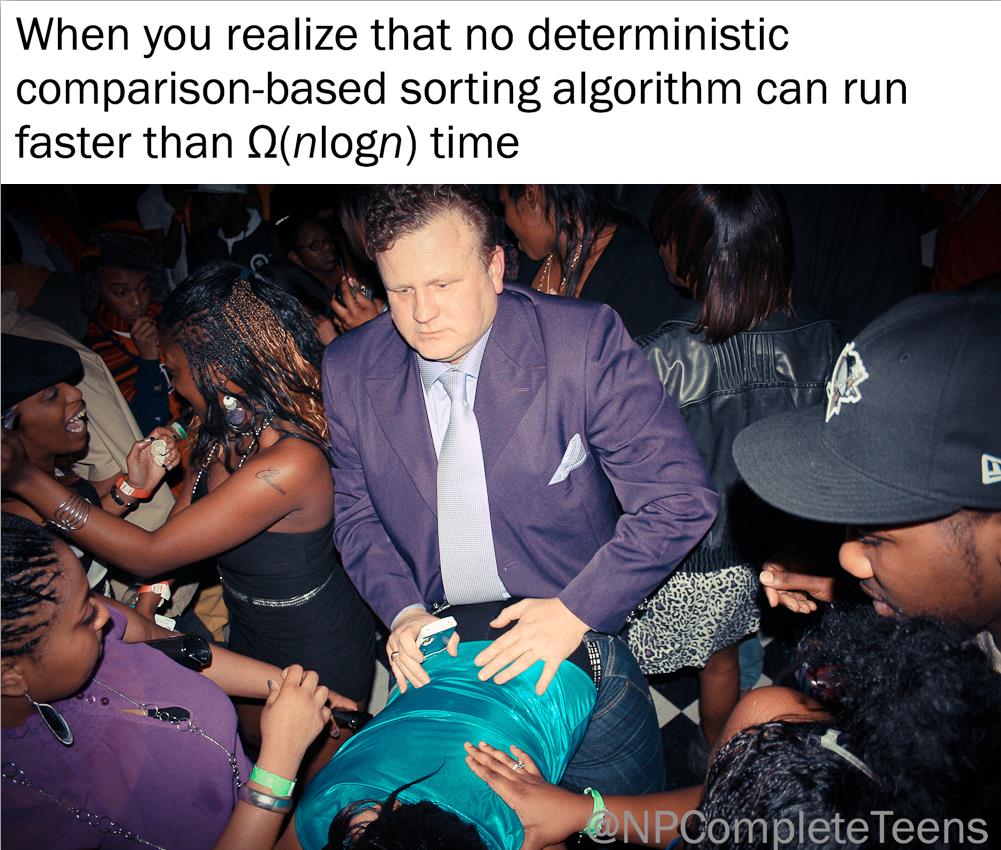 When you realize that no deterministic
comparison-based sorting algorithm can run
faster than Ω(nlogn) time
@NPCompleteTeens